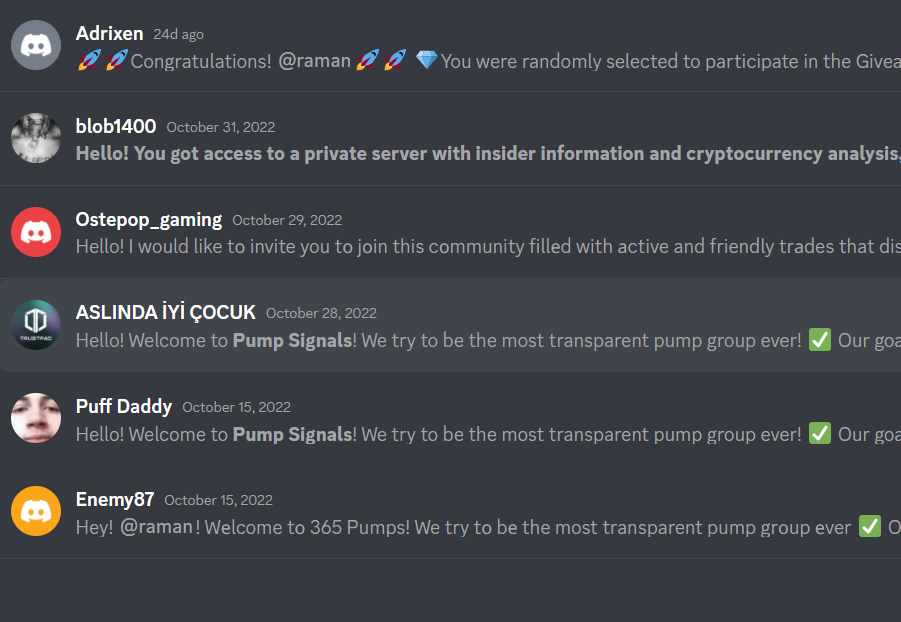 Adrixen 24d ago
🚀 🚀Congratulations! @raman 🚀 🚀 💎You were randomly selected to participate in the Givea
blob1400 October 31, 2022
Hello! You got access to a private server with insider information and cryptocurrency analysis,
Ostepop_gaming October 29, 2022
Hello! I would like to invite you to join this community filled with active and friendly trades that dis
TRUSTPAD
ASLINDA İYİ ÇOCUK October 28, 2022
Hello! Welcome to Pump Signals! We try to be the most transparent pump group ever! ✅ Our goa
Puff Daddy October 15, 2022
Hello! Welcome to Pump Signals! We try to be the most transparent pump group ever! ✅ Our goa
Enemy87 October 15, 2022
Hey! @raman! Welcome to 365 Pumps! We try to be the most transparent pump group ever ✅ O